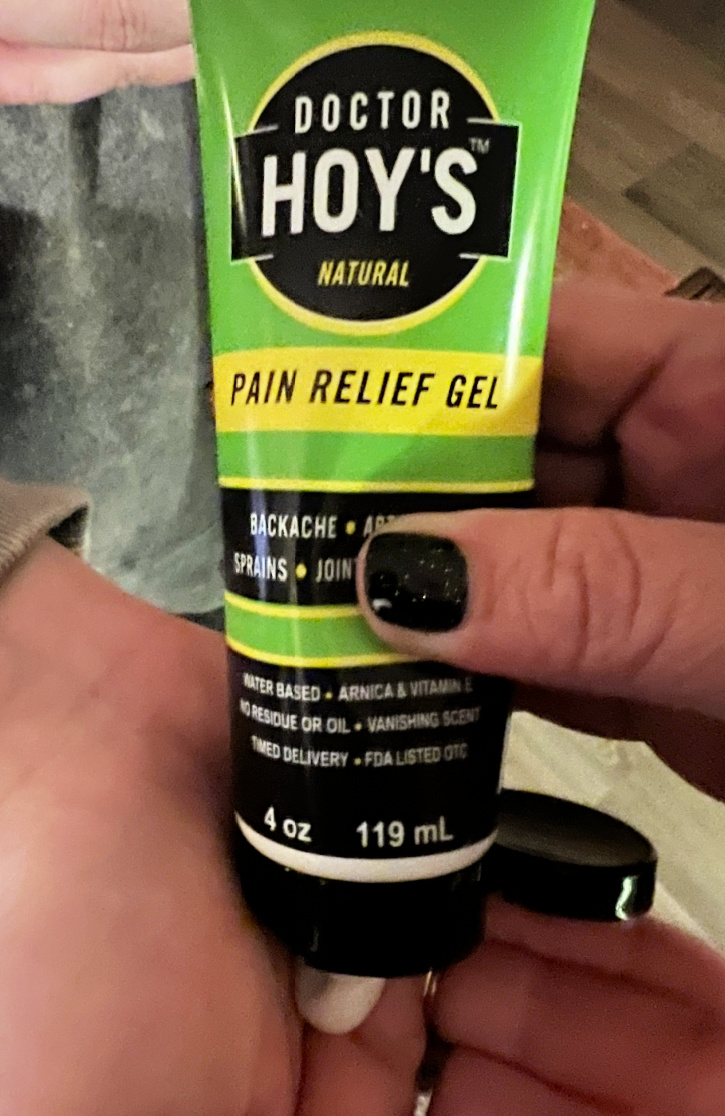 DOCTOR
HOY'S™
NATURAL
PAIN RELIEF GEL
BACKACHE •
SPRAINS •
WATER BASED • ARNICA & VITAMIN E
NO RESIDUE OR OIL • VANISHING SCENT
TIMED DELIVERY • FDA LISTED OTC
4 oz 119 mL